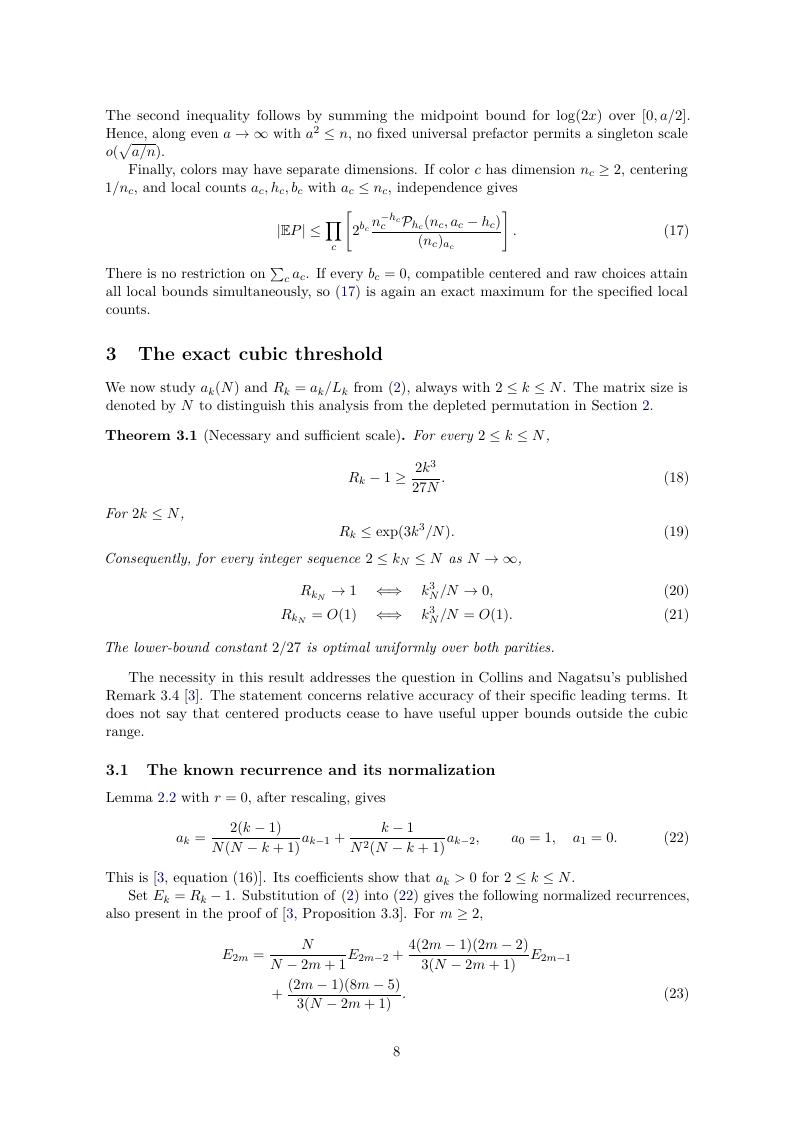 The second inequality follows by summing the midpoint bound for log(2x) over [0, a/2].
Hence, along even a → ∞ with a² ≤ n, no fixed universal prefactor permits a singleton scale
o(√(a/n)).
Finally, colors may have separate dimensions. If color c has dimension n_c ≥ 2, centering
1/n_c, and local counts a_c, h_c, b_c with a_c ≤ n_c, independence gives
|𝔼P| ≤ ∏_c [2^{b_c} n_c^{-h_c} 𝒫_{h_c}(n_c, a_c − h_c) / (n_c)_{a_c}]. (17)
There is no restriction on ∑_c a_c. If every b_c = 0, compatible centered and raw choices attain
all local bounds simultaneously, so (17) is again an exact maximum for the specified local
counts.
3 The exact cubic threshold
We now study a_k(N) and R_k = a_k/L_k from (2), always with 2 ≤ k ≤ N. The matrix size is
denoted by N to distinguish this analysis from the depleted permutation in Section 2.
Theorem 3.1 (Necessary and sufficient scale). For every 2 ≤ k ≤ N,
R_k − 1 ≥ 2k³/27N. (18)
For 2k ≤ N,
R_k ≤ exp(3k³/N). (19)
Consequently, for every integer sequence 2 ≤ k_N ≤ N as N → ∞,
R_{k_N} → 1 ⟺ k_N³/N → 0, (20)
R_{k_N} = O(1) ⟺ k_N³/N = O(1). (21)
The lower-bound constant 2/27 is optimal uniformly over both parities.
The necessity in this result addresses the question in Collins and Nagatsu's published
Remark 3.4 [3]. The statement concerns relative accuracy of their specific leading terms. It
does not say that centered products cease to have useful upper bounds outside the cubic
range.
3.1 The known recurrence and its normalization
Lemma 2.2 with r = 0, after rescaling, gives
a_k = 2(k − 1)/N(N − k + 1) a_{k−1} + k − 1/N²(N − k + 1) a_{k−2}, a_0 = 1, a_1 = 0. (22)
This is [3, equation (16)]. Its coefficients show that a_k > 0 for 2 ≤ k ≤ N.
Set E_k = R_k − 1. Substitution of (2) into (22) gives the following normalized recurrences,
also present in the proof of [3, Proposition 3.3]. For m ≥ 2,
E_{2m} = N/N − 2m + 1 E_{2m−2} + 4(2m − 1)(2m − 2)/3(N − 2m + 1) E_{2m−1}
+ (2m − 1)(8m − 5)/3(N − 2m + 1). (23)
8